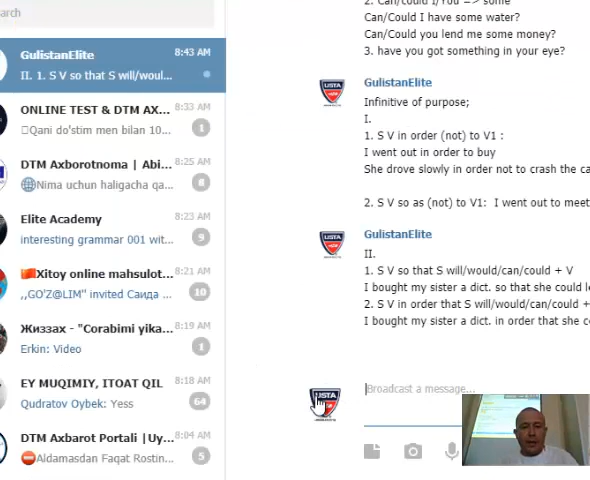 arch
GulistanElite
8:43 AM
II. 1. S V so that S will/woul...
ONLINE TEST & DTM AX...
8:33 AM
Qani do'stim men bilan 10...
1
DTM Axborotnoma | Abi...
8:25 AM
Nima uchun haligacha qa...
8
Elite Academy
8:23 AM
interesting grammar 001 wit...
9
Xitoy online mahsulot...
8:21 AM
,,GO'Z@LIM'' invited Саида ...
10
Жиззах - "Corabimi yika...
8:19 AM
Erkin: Video
1
EY MUQIMIY, ITOAT QIL
8:18 AM
Qudratov Oybek: Yess
64
DTM Axbarot Portali |Uy...
8:04 AM
Aldamasdan Faqat Rostin...
5
2. Can/could I/You => some
Can/Could I have some water?
Can/Could you lend me some money?
3. have you got something in your eye?
USTA
GulistanElite
Infinitive of purpose;
I.
1. S V in order (not) to V1 :
I went out in order to buy
She drove slowly in order not to crash the ca
2. S V so as (not) to V1:  I went out to meet
USTA
GulistanElite
II.
1. S V so that S will/would/can/could + V
I bought my sister a dict. so that she could le
2. S V in order that S will/would/can/could +
I bought my sister a dict. in order that she c
USTA
Broadcast a message...